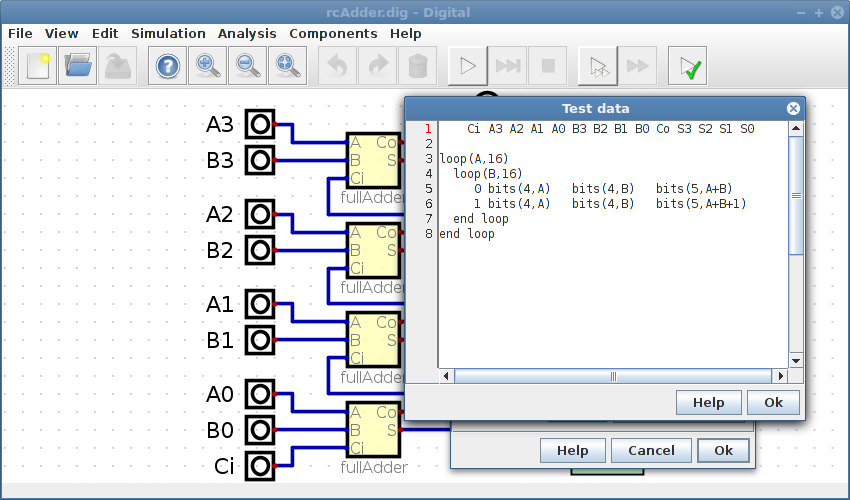 rcAdder.dig - Digital
File View Edit Simulation Analysis Components Help
Test data
1 Ci A3 A2 A1 A0 B3 B2 B1 B0 Co S3 S2 S1 S0
2
3 loop(A,16)
4 loop(B,16)
5 0 bits(4,A) bits(4,B) bits(5,A+B)
6 1 bits(4,A) bits(4,B) bits(5,A+B+1)
7 end loop
8 end loop
Help Ok
Help Cancel Ok
A3
B3
A Co
B S
Ci
fullAdder
A2
B2
A Co
B S
Ci
fullAdder
A1
B1
A Co
B S
Ci
fullAdder
A0
B0
Ci
A Co
B S
Ci
fullAdder